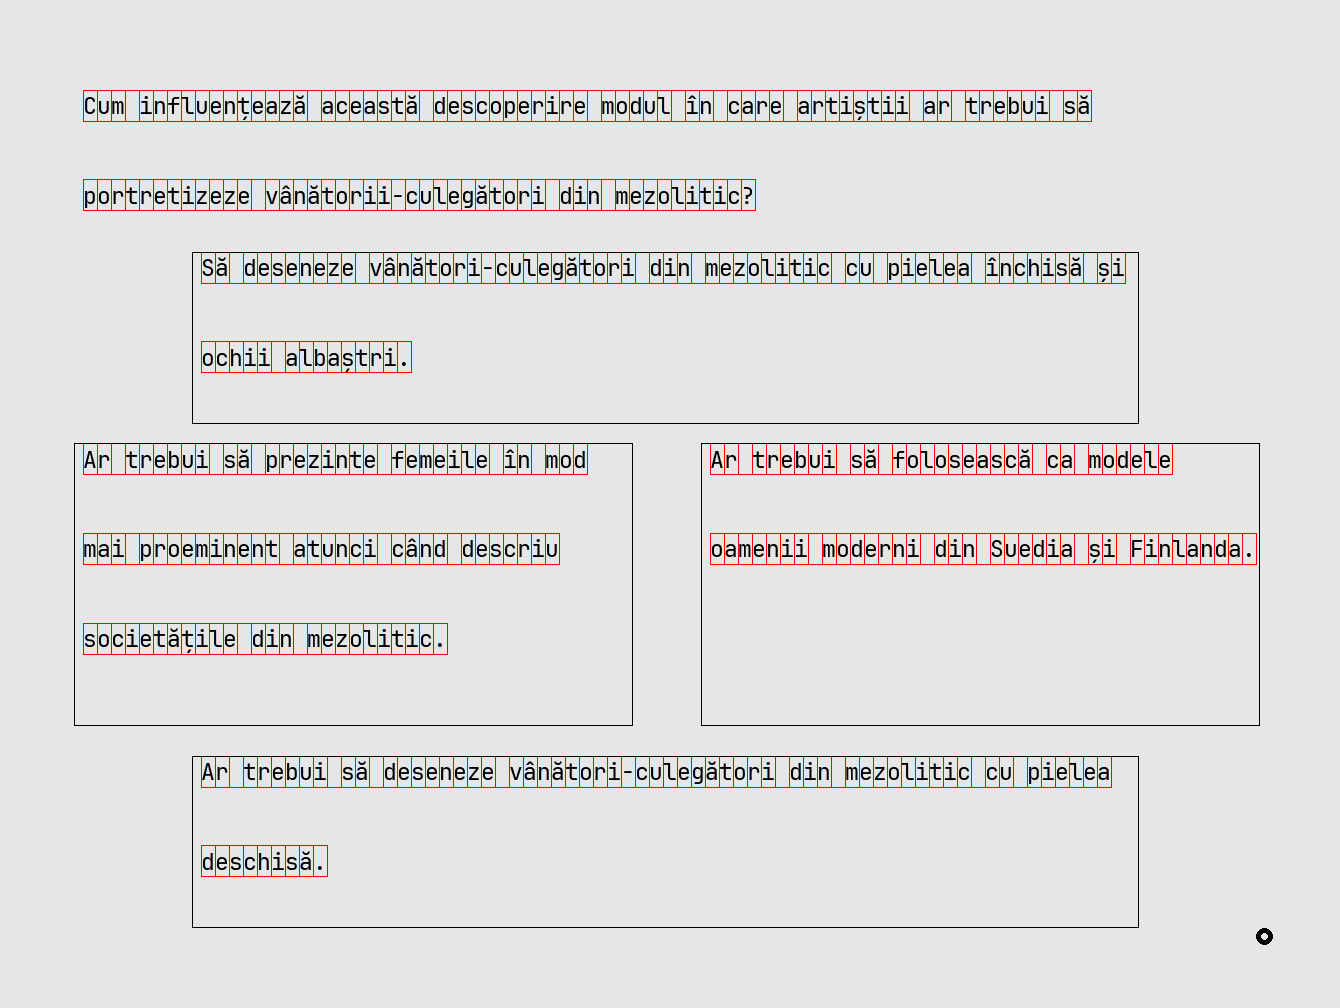 Cum influențează această descoperire modul în care artiștii ar trebui să
portretizeze vânătorii-culegători din mezolitic?
Să deseneze vânători-culegători din mezolitic cu pielea închisă și
ochii albaștri.
Ar trebui să prezinte femeile în mod
mai proeminent atunci când descriu
societățile din mezolitic.
Ar trebui să folosească ca modele
oamenii moderni din Suedia și Finlanda.
Ar trebui să deseneze vânători-culegători din mezolitic cu pielea
deschisă.